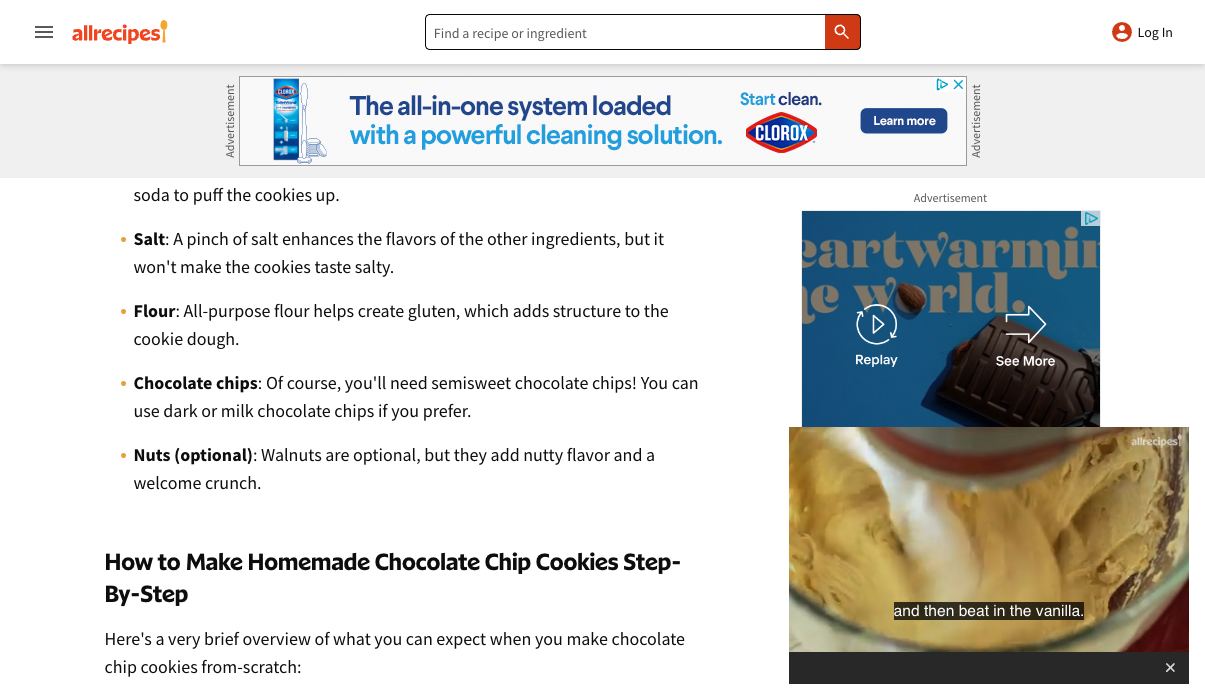 allrecipes
Find a recipe or ingredient
Log In
Advertisement
CLOROX
The all-in-one system loaded
with a powerful cleaning solution.
Start clean.
CLOROX
Learn more
Advertisement
soda to puff the cookies up.
Salt: A pinch of salt enhances the flavors of the other ingredients, but it
won't make the cookies taste salty.
Flour: All-purpose flour helps create gluten, which adds structure to the
cookie dough.
Chocolate chips: Of course, you'll need semisweet chocolate chips! You can
use dark or milk chocolate chips if you prefer.
Nuts (optional): Walnuts are optional, but they add nutty flavor and a
welcome crunch.
How to Make Homemade Chocolate Chip Cookies Step-
By-Step
Here's a very brief overview of what you can expect when you make chocolate
chip cookies from-scratch:
Advertisement
eartwarmin
he world.
Replay
See More
allrecipes
and then beat in the vanilla.